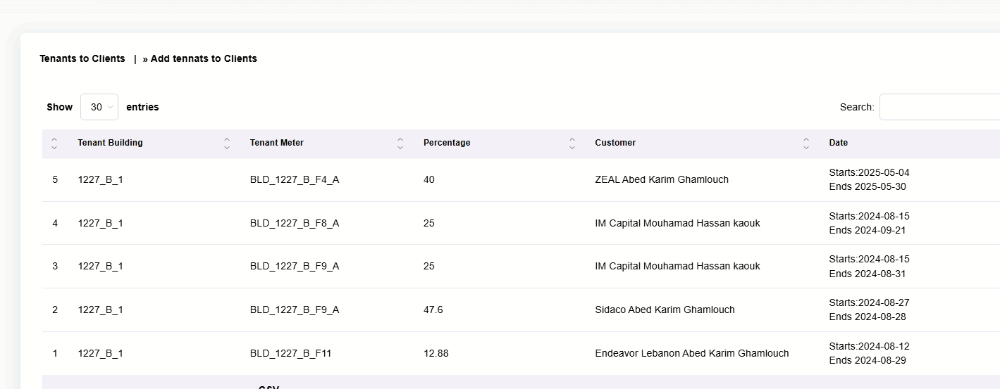 Tenants to Clients | » Add tennats to Clients
Show 30 entries
Search:
Tenant Building Tenant Meter Percentage Customer Date
5 1227_B_1 BLD_1227_B_F4_A 40 ZEAL Abed Karim Ghamlouch Starts:2025-05-04
Ends 2025-05-30
4 1227_B_1 BLD_1227_B_F8_A 25 IM Capital Mouhamad Hassan kaouk Starts:2024-08-15
Ends 2024-09-21
3 1227_B_1 BLD_1227_B_F9_A 25 IM Capital Mouhamad Hassan kaouk Starts:2024-08-15
Ends 2024-08-31
2 1227_B_1 BLD_1227_B_F9_A 47.6 Sidaco Abed Karim Ghamlouch Starts:2024-08-27
Ends 2024-08-28
1 1227_B_1 BLD_1227_B_F11 12.88 Endeavor Lebanon Abed Karim Ghamlouch Starts:2024-08-12
Ends 2024-08-29